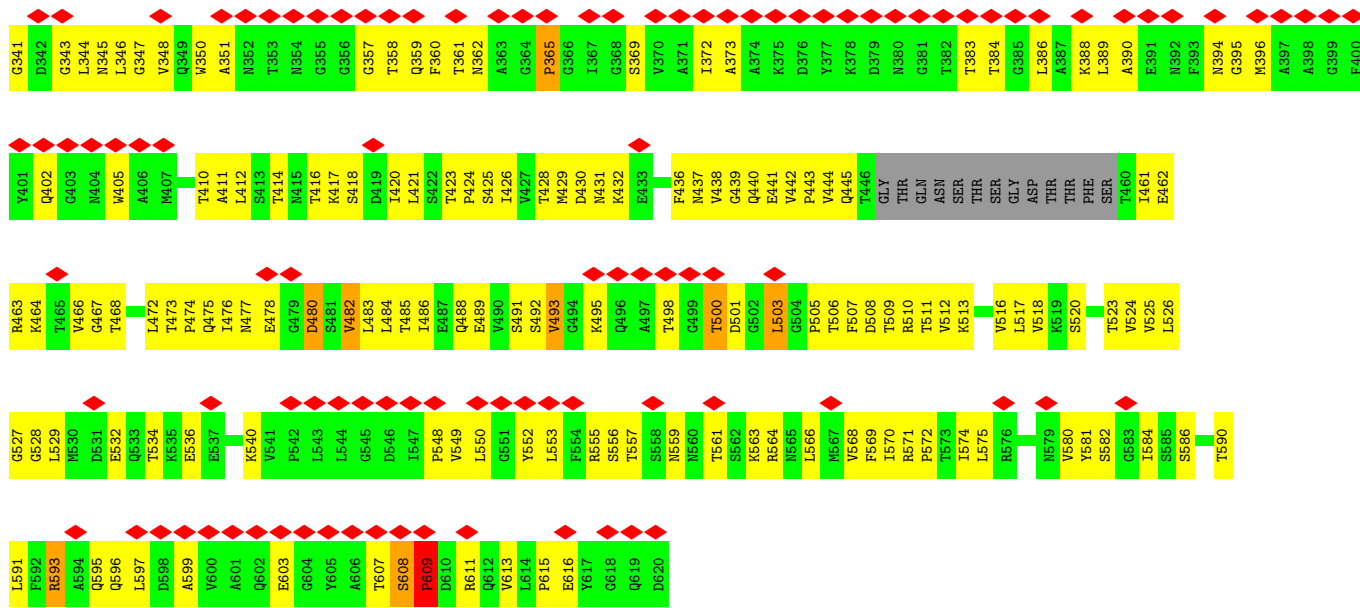 G341 D342 G343 L344 N345 L346 G347 V348 Q349 W350 A351 N352 T353 N354 G355 G356 G357 T358 Q359 F360 T361 N362 A363 G364 P365 G366 I367 G368 S369 V370 A371 I372 A373 A374 K375 D376 Y377 K378 D379 N380 G381 T382 T383 T384 G385 L386 A387 K388 L389 A390 E391 N392 F393 N394 G395 M396 A397 A398 G399 F400
Y401 Q402 G403 N404 W405 A406 M407 T410 A411 L412 S413 T414 N415 T416 K417 S418 D419 I420 L421 S422 T423 P424 S425 I426 V427 T428 M429 D430 N431 K432 E433 F436 N437 V438 G439 Q440 E441 V442 P443 V444 Q445 T446 GLY THR GLN ASN SER THR SER GLY ASP THR THR PHE SER T460 I461 E462
R463 K464 T465 V466 G467 T468 L472 T473 P474 Q475 I476 N477 E478 G479 D480 S481 V482 L483 L484 T485 I486 E487 Q488 E489 V490 S491 S492 V493 G494 K495 Q496 A497 T498 G499 T500 D501 G502 L503 G504 P505 T506 F507 D508 T509 R510 T511 V512 K513 V516 L517 V518 K519 S520 T523 V524 V525 L526
G527 G528 L529 M530 D531 E532 Q533 T534 K535 E536 E537 K540 V541 P542 L543 L544 G545 D546 I547 P548 V549 L550 G551 Y552 L553 F554 R555 S556 T557 S558 N559 N560 T561 S562 K563 R564 N565 L566 M567 V568 F569 I570 R571 P572 T573 I574 L575 R576 N579 V580 Y581 S582 G583 I584 S585 S586 T590
L591 F592 R593 A594 Q595 Q596 L597 D598 A599 V600 A601 Q602 E603 G604 Y605 A606 T607 S608 P609 D610 R611 Q612 V613 L614 P615 E616 Y617 G618 Q619 D620